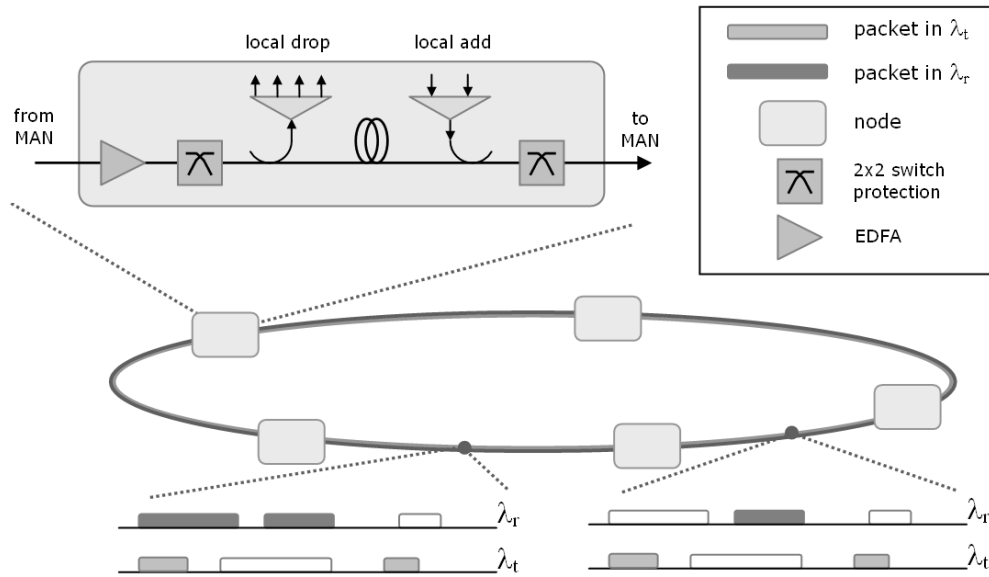 local drop
local add
from
MAN
to
MAN
packet in λt
packet in λr
node
2x2 switch
protection
EDFA
λr
λt
λr
λt